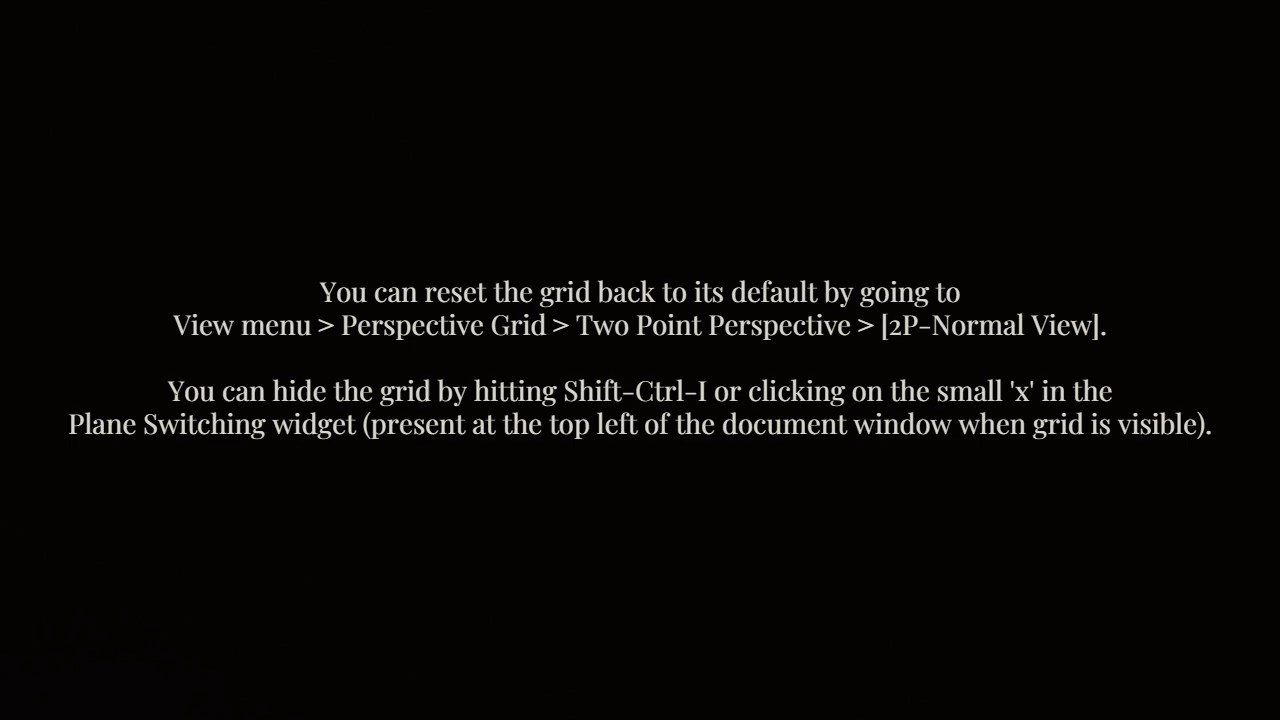 You can reset the grid back to its default by going to
View menu > Perspective Grid > Two Point Perspective > [2P-Normal View].
You can hide the grid by hitting Shift-Ctrl-I or clicking on the small 'x' in the
Plane Switching widget (present at the top left of the document window when grid is visible).